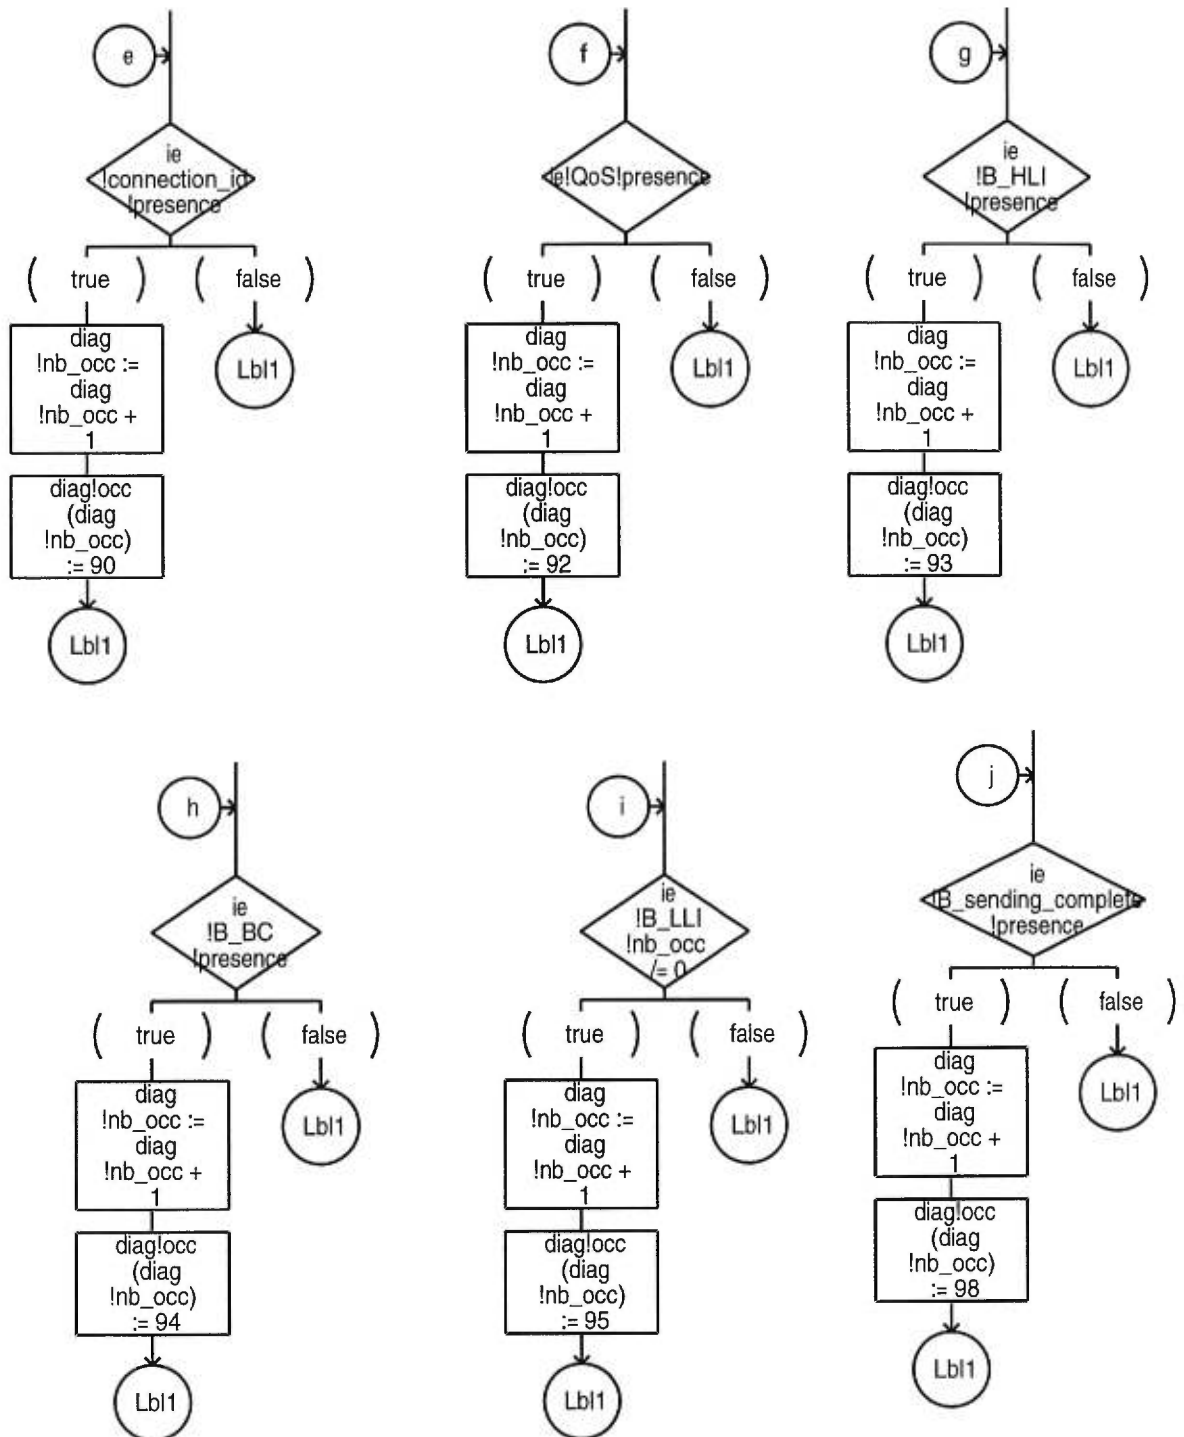 e
ie
!connection_id
!presence
( true ) ( false )
diag
!nb_occ :=
diag
!nb_occ +
1
Lbl1
diag!occ
(diag
!nb_occ)
:= 90
Lbl1
f
ie!QoS!presence
( true ) ( false )
diag
!nb_occ :=
diag
!nb_occ +
1
Lbl1
diag!occ
(diag
!nb_occ)
:= 92
Lbl1
g
ie
!B_HLI
!presence
( true ) ( false )
diag
!nb_occ :=
diag
!nb_occ +
1
Lbl1
diag!occ
(diag
!nb_occ)
:= 93
Lbl1
h
ie
!B_BC
!presence
( true ) ( false )
diag
!nb_occ :=
diag
!nb_occ +
1
Lbl1
diag!occ
(diag
!nb_occ)
:= 94
Lbl1
i
ie
!B_LLI
!nb_occ
/= 0
( true ) ( false )
diag
!nb_occ :=
diag
!nb_occ +
1
Lbl1
diag!occ
(diag
!nb_occ)
:= 95
Lbl1
j
ie
!B_sending_complete
!presence
( true ) ( false )
diag
!nb_occ :=
diag
!nb_occ +
1
Lbl1
diag!occ
(diag
!nb_occ)
:= 98
Lbl1